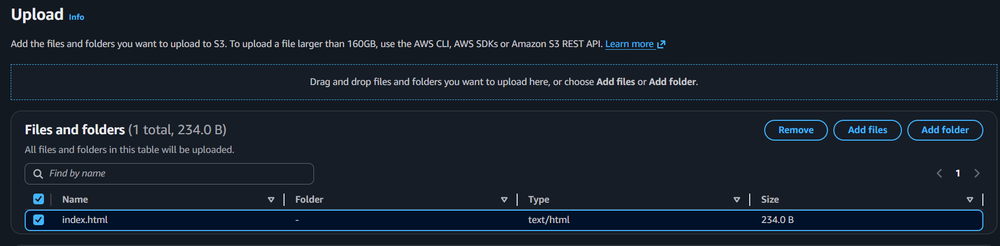 Upload Info
Add the files and folders you want to upload to S3. To upload a file larger than 160GB, use the AWS CLI, AWS SDKs or Amazon S3 REST API. Learn more
Drag and drop files and folders you want to upload here, or choose Add files or Add folder.
Files and folders (1 total, 234.0 B)
Remove Add files Add folder
All files and folders in this table will be uploaded.
Find by name
1
Name Folder Type Size
index.html - text/html 234.0 B